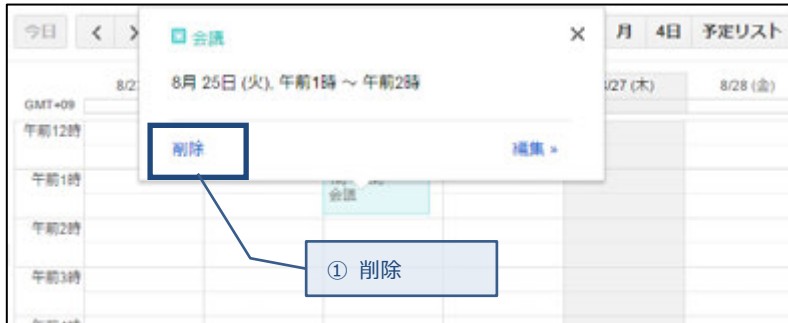 今日 < > 会議 × 月 4日 予定リスト
8月 25日 (火), 午前1時 ～ 午前2時
8/2 /27 (木) 8/28 (金)
GMT+09
午前12時
削除 編集 »
午前1時
会議
午前2時
① 削除
午前3時